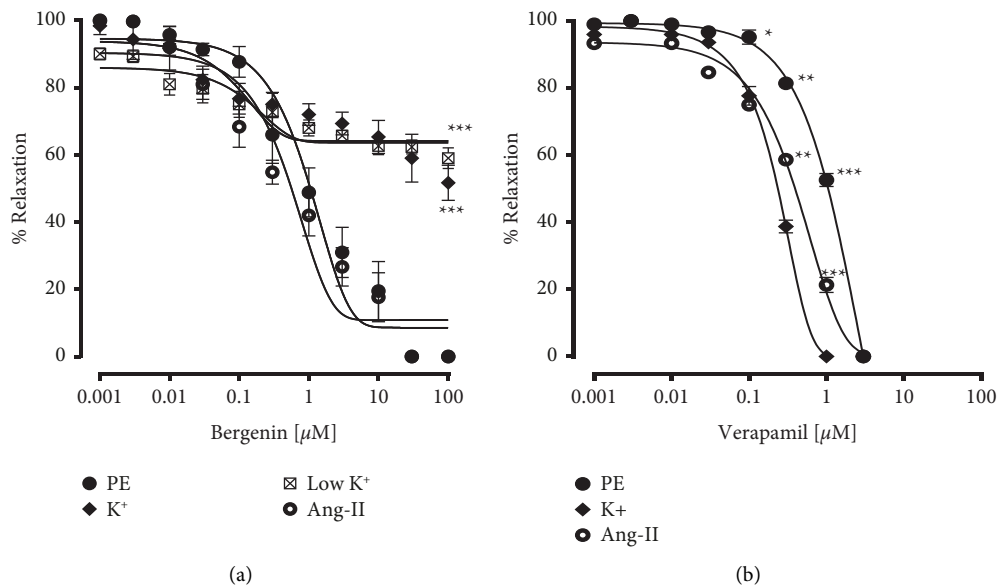 100
80
60
40
20
0
% Relaxation
***
***
0.001 0.01 0.1 1 10 100
Bergenin [µM]
PE
K⁺
Low K⁺
Ang-II
(a)
100
80
60
40
20
0
% Relaxation
*
**
**
***
***
0.001 0.01 0.1 1 10 100
Verapamil [µM]
PE
K+
Ang-II
(b)